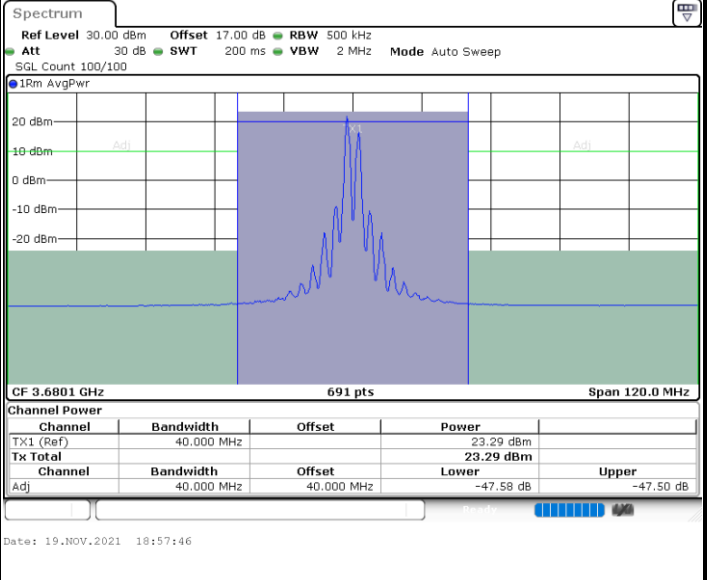 Spectrum
Ref Level 30.00 dBm Offset 17.00 dB RBW 500 kHz
Att 30 dB SWT 200 ms VBW 2 MHz Mode Auto Sweep
SGL Count 100/100
1Rm AvgPwr
20 dBm
X1
Adj Adj
10 dBm
0 dBm
-10 dBm
-20 dBm
CF 3.6801 GHz 691 pts Span 120.0 MHz
Channel Power
Channel Bandwidth Offset Power
TX1 (Ref) 40.000 MHz 23.29 dBm
Tx Total 23.29 dBm
Channel Bandwidth Offset Lower Upper
Adj 40.000 MHz 40.000 MHz -47.58 dB -47.50 dB
Ready
Date: 19.NOV.2021 18:57:46